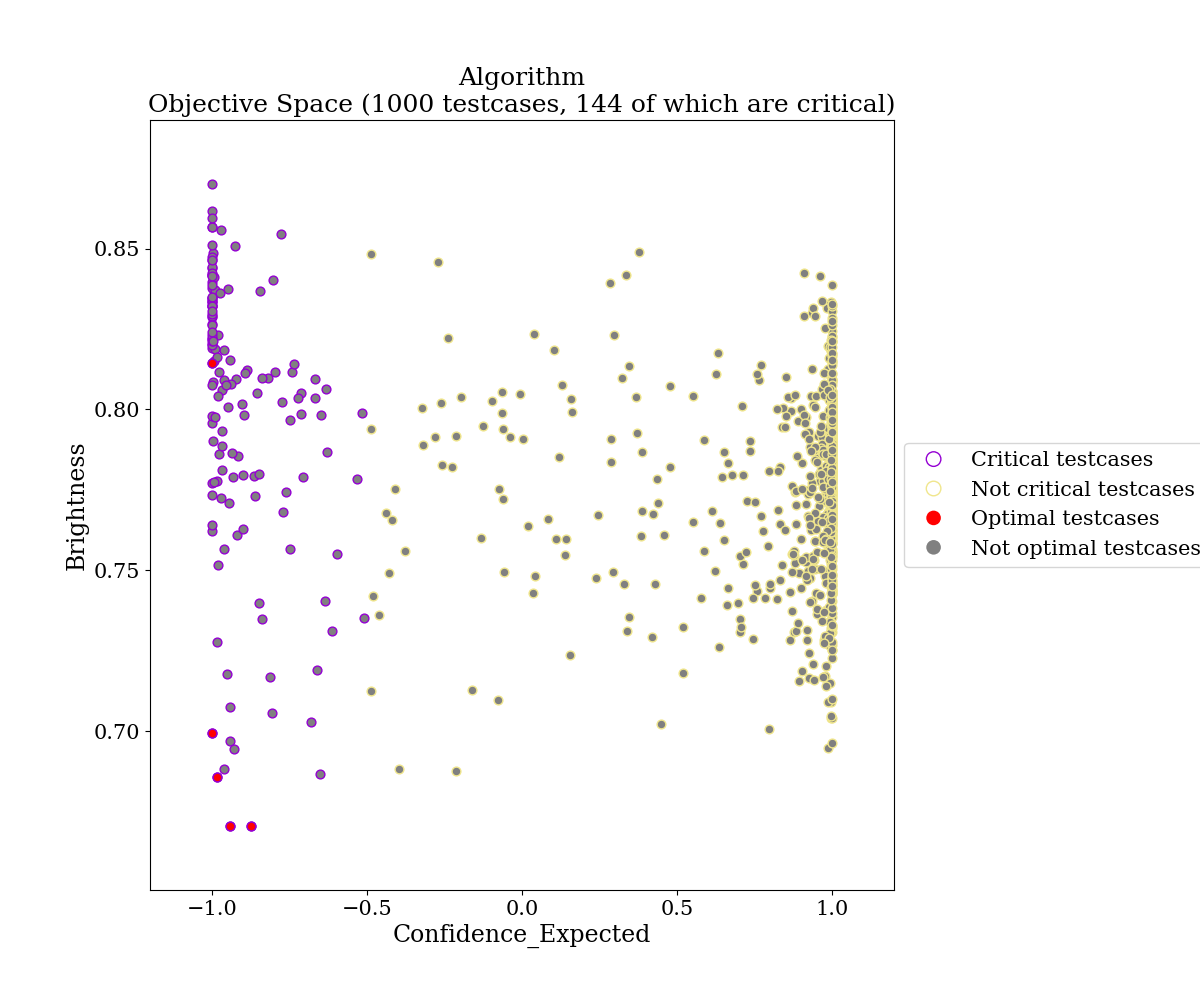 Algorithm
Objective Space (1000 testcases, 144 of which are critical)
0.85
0.80
0.75
0.70
Brightness
−1.0 −0.5 0.0 0.5 1.0
Confidence_Expected
Critical testcases
Not critical testcases
Optimal testcases
Not optimal testcases